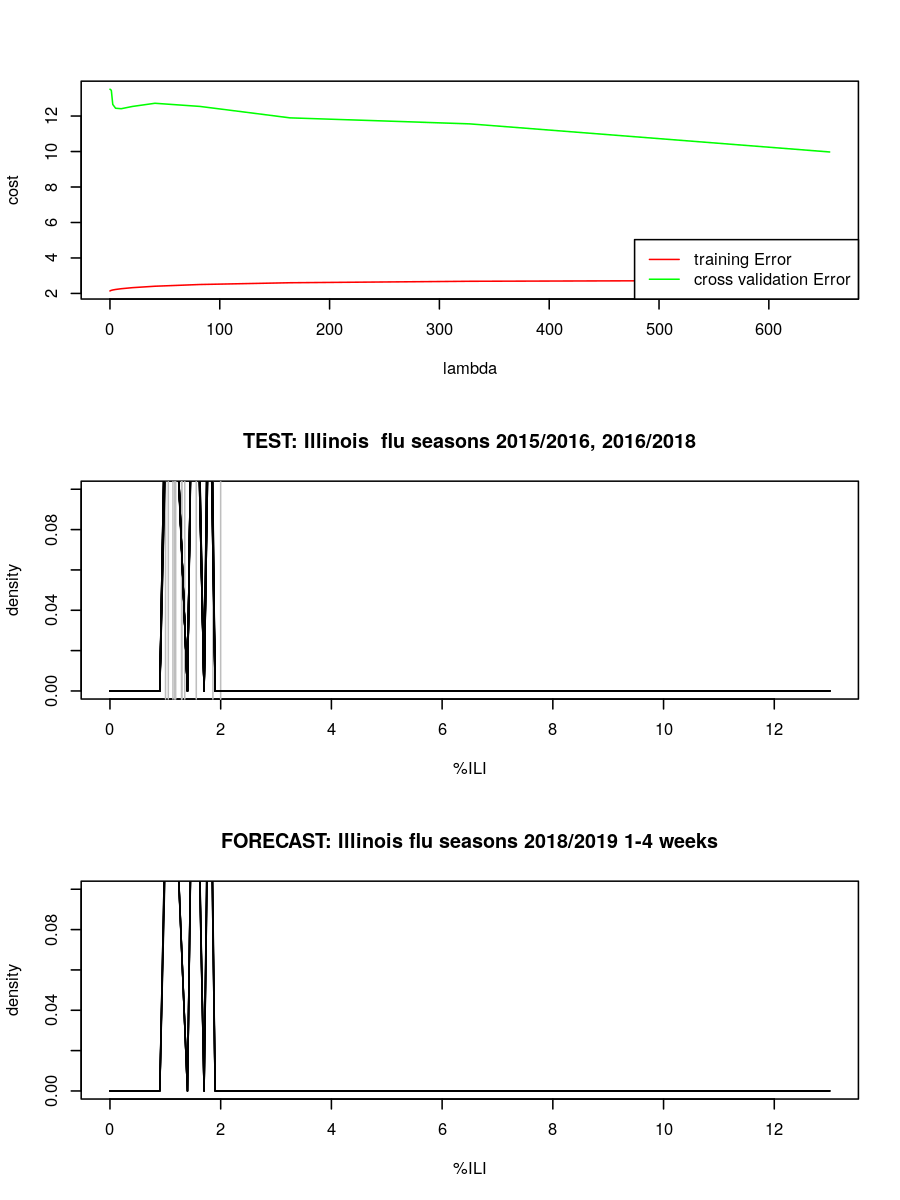 12
10
8
6
4
2
cost
training Error
cross validation Error
0 100 200 300 400 500 600
lambda
TEST: Illinois  flu seasons 2015/2016, 2016/2018
0.08
0.04
0.00
density
0 2 4 6 8 10 12
%ILI
FORECAST: Illinois flu seasons 2018/2019 1-4 weeks
0.08
0.04
0.00
density
0 2 4 6 8 10 12
%ILI